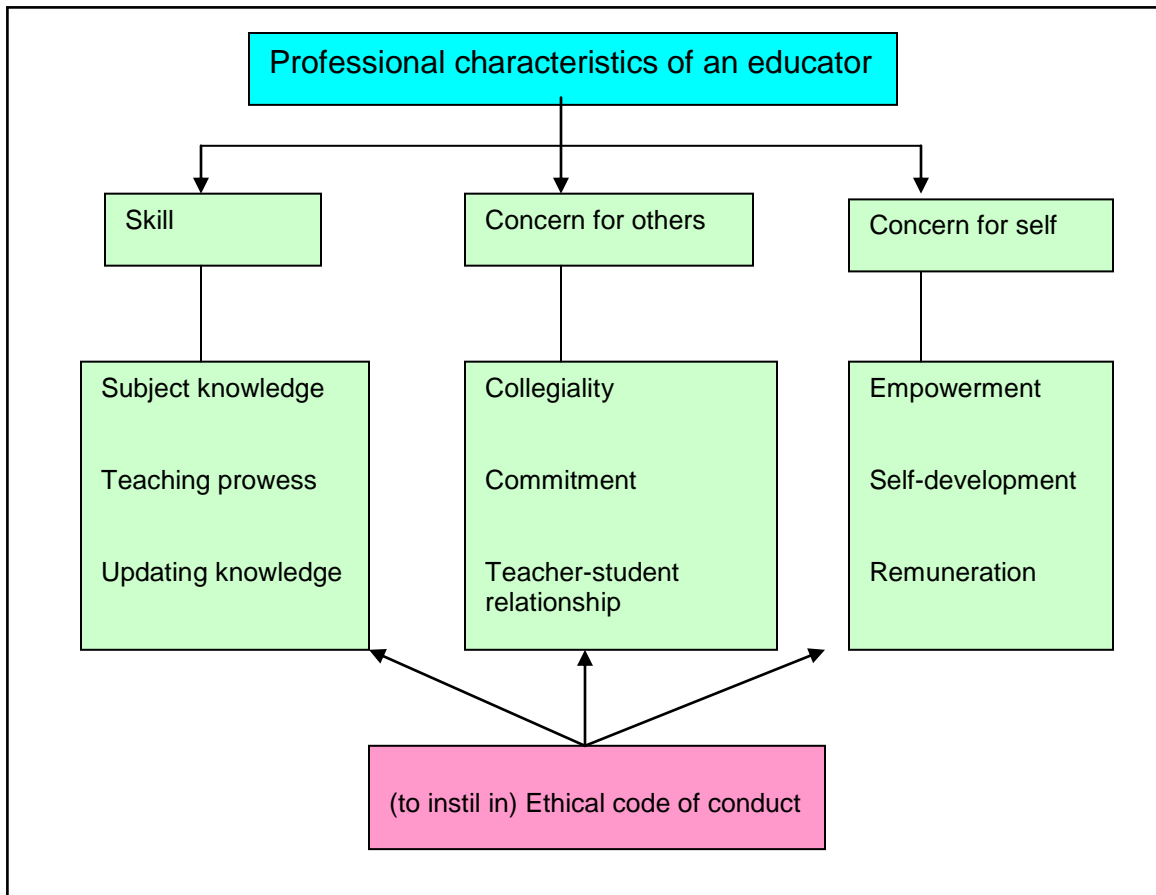 Professional characteristics of an educator
Skill
Concern for others
Concern for self
Subject knowledge
Teaching prowess
Updating knowledge
Collegiality
Commitment
Teacher-student
relationship
Empowerment
Self-development
Remuneration
(to instil in) Ethical code of conduct